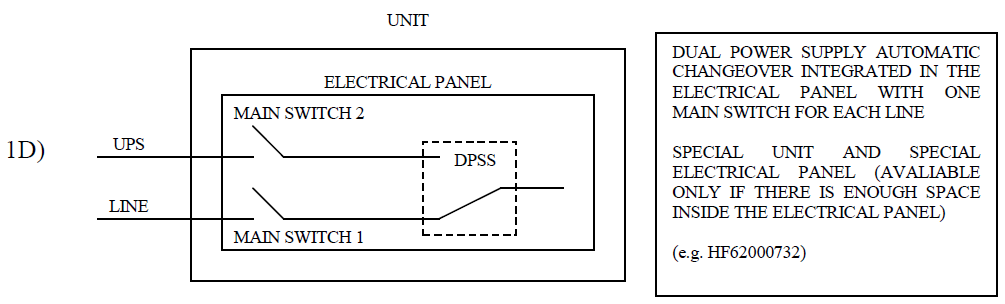 UNIT
ELECTRICAL PANEL
MAIN SWITCH 2
1D)
UPS
DPSS
LINE
MAIN SWITCH 1
DUAL POWER SUPPLY AUTOMATIC
CHANGEOVER INTEGRATED IN THE
ELECTRICAL PANEL WITH ONE
MAIN SWITCH FOR EACH LINE
SPECIAL UNIT AND SPECIAL
ELECTRICAL PANEL (AVALIABLE
ONLY IF THERE IS ENOUGH SPACE
INSIDE THE ELECTRICAL PANEL)
(e.g. HF62000732)